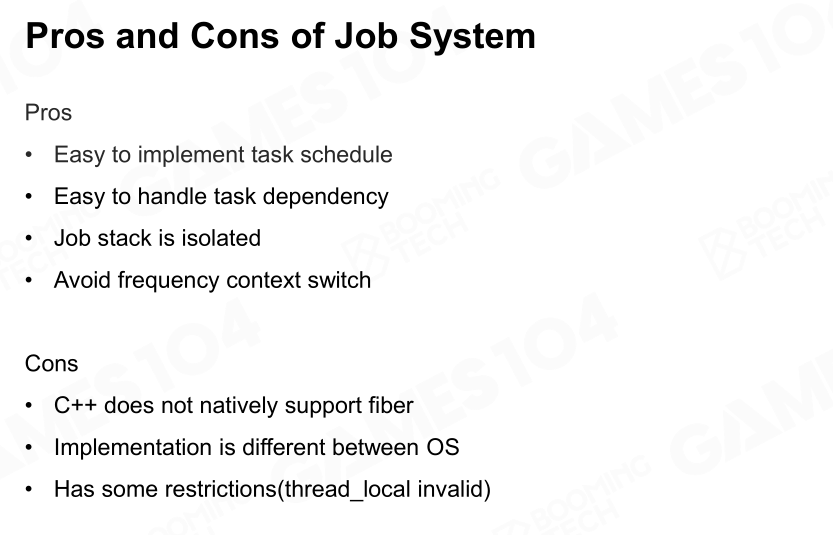 Pros and Cons of Job System
Pros
• Easy to implement task schedule
• Easy to handle task dependency
• Job stack is isolated
• Avoid frequency context switch
Cons
• C++ does not natively support fiber
• Implementation is different between OS
• Has some restrictions(thread_local invalid)
GAMES 104
BOOMING TECH